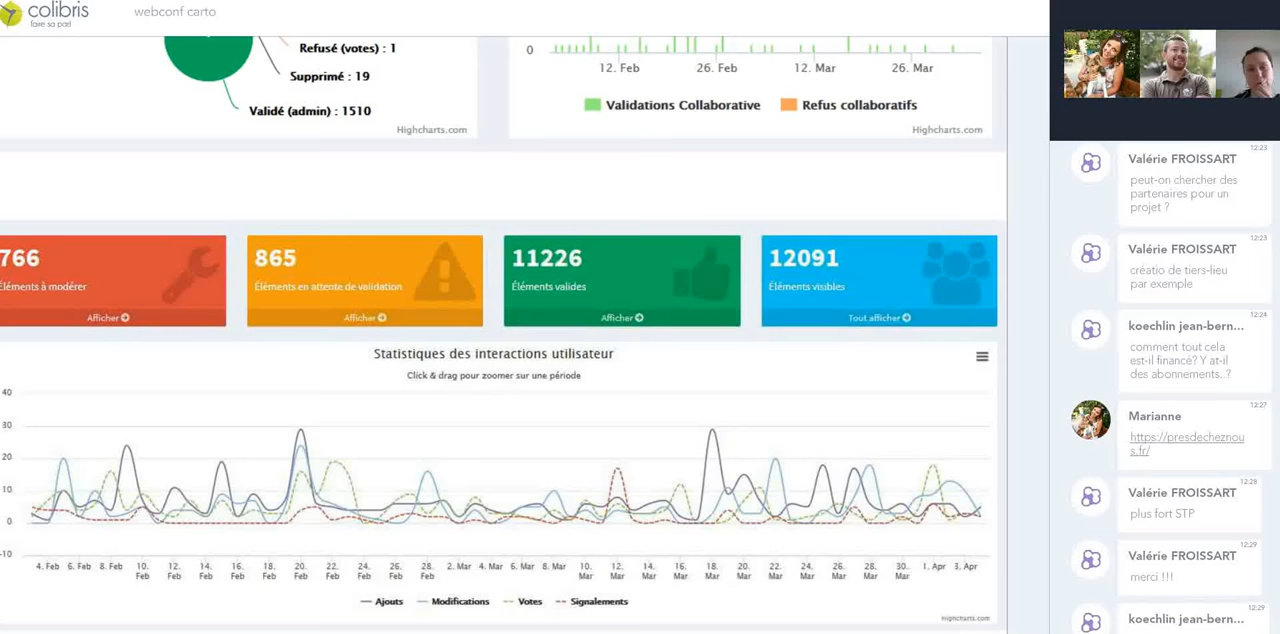 colibris
faire sa part
webconf carto
Refusé (votes) : 1
Supprimé : 19
Validé (admin) : 1510
Highcharts.com
0
12. Feb 26. Feb 12. Mar 26. Mar
Validations Collaborative Refus collaboratifs
Highcharts.com
766
Éléments à modérer
Afficher
865
Éléments en attente de validation
Afficher
11226
Éléments valides
Afficher
12091
Éléments visibles
Tout afficher
Statistiques des interactions utilisateur
Click & drag pour zoomer sur une période
40
30
20
10
0
-10
4. Feb 6. Feb 8. Feb 10. Feb 12. Feb 14. Feb 16. Feb 18. Feb 20. Feb 22. Feb 24. Feb 26. Feb 28. Feb 2. Mar 4. Mar 6. Mar 8. Mar 10. Mar 12. Mar 14. Mar 16. Mar 18. Mar 20. Mar 22. Mar 24. Mar 26. Mar 28. Mar 30. Mar 1. Apr 3. Apr
Ajouts Modifications Votes Signalements
Highcharts.com
12:23
Valérie FROISSART
peut-on chercher des
partenaires pour un
projet ?
12:23
Valérie FROISSART
créatio de tiers-lieu
par exemple
12:24
koechlin jean-bern...
comment tout cela
est-il financé? Y at-il
des abonnements..?
12:27
Marianne
https://presdecheznou
s.fr/
12:28
Valérie FROISSART
plus fort STP
12:29
Valérie FROISSART
merci !!!
12:29
koechlin jean-bern...